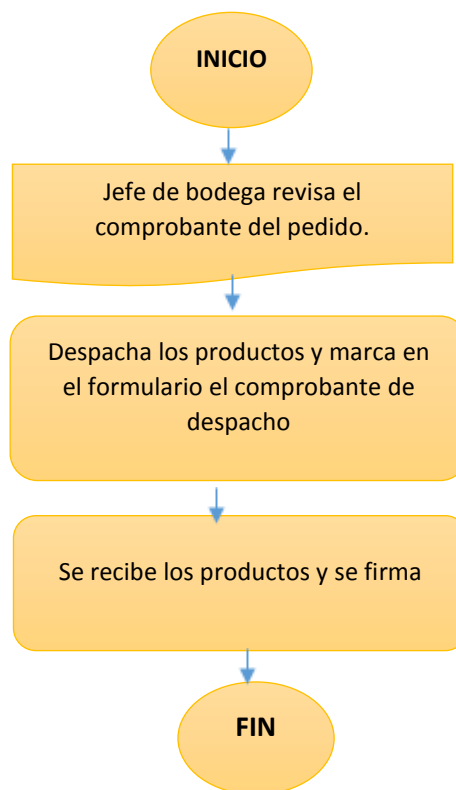 INICIO
Jefe de bodega revisa el
comprobante del pedido.
Despacha los productos y marca en
el formulario el comprobante de
despacho
Se recibe los productos y se firma
FIN